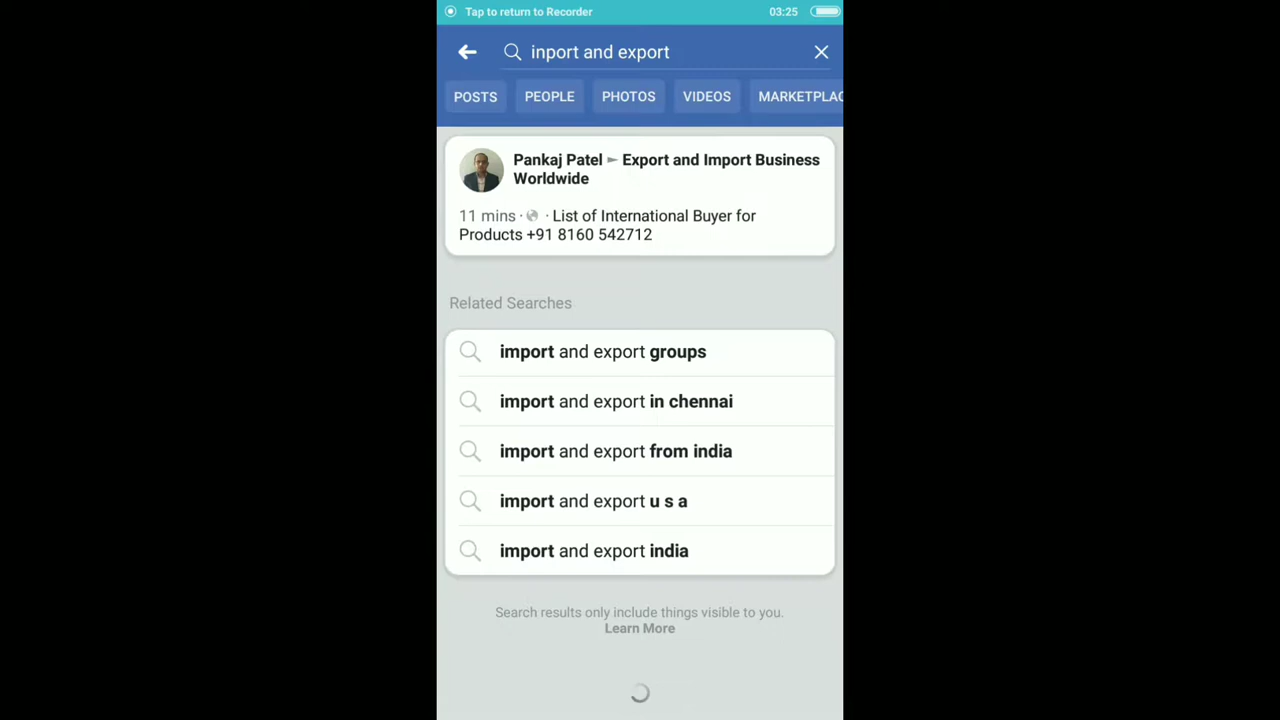 Tap to return to Recorder 03:25
inport and export
POSTS PEOPLE PHOTOS VIDEOS MARKETPLAC
Pankaj Patel ► Export and Import Business
Worldwide
11 mins · · List of International Buyer for
Products +91 8160 542712
Related Searches
import and export groups
import and export in chennai
import and export from india
import and export u s a
import and export india
Search results only include things visible to you.
Learn More